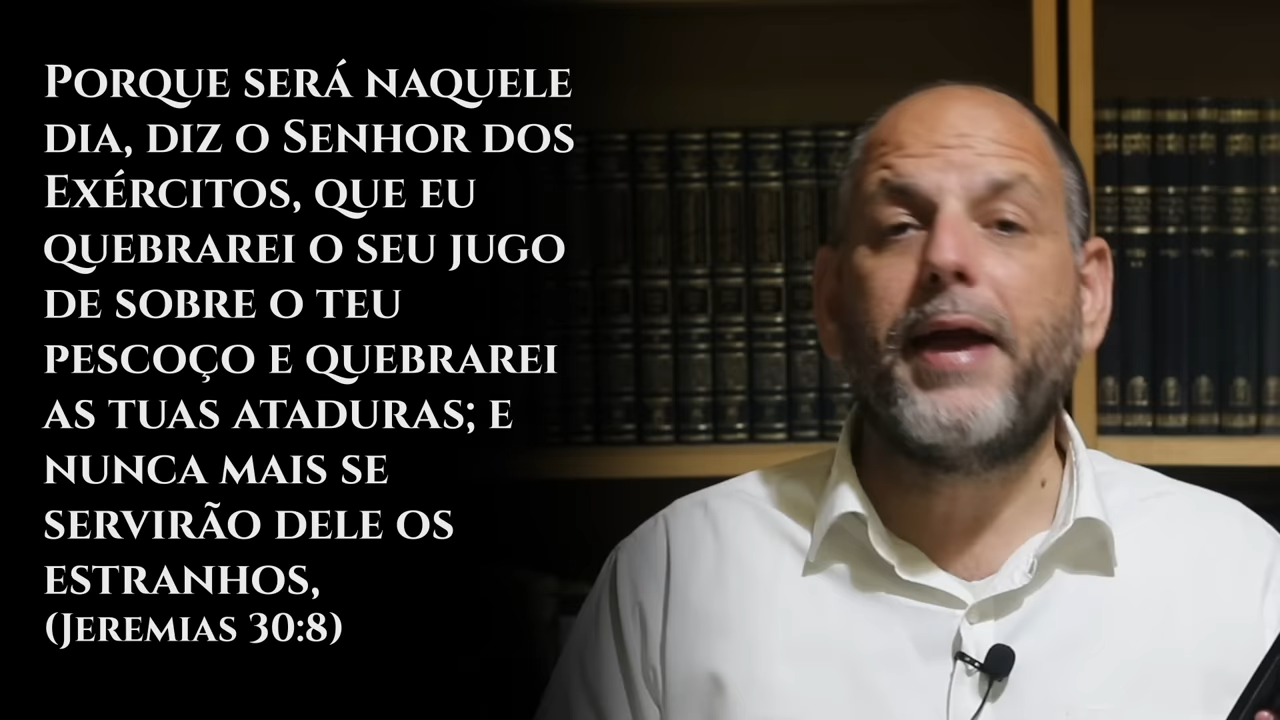 Porque será naquele
dia, diz o Senhor dos
Exércitos, que eu
quebrarei o seu jugo
de sobre o teu
pescoço e quebrarei
as tuas ataduras; e
nunca mais se
servirão dele os
estranhos,
(Jeremias 30:8)